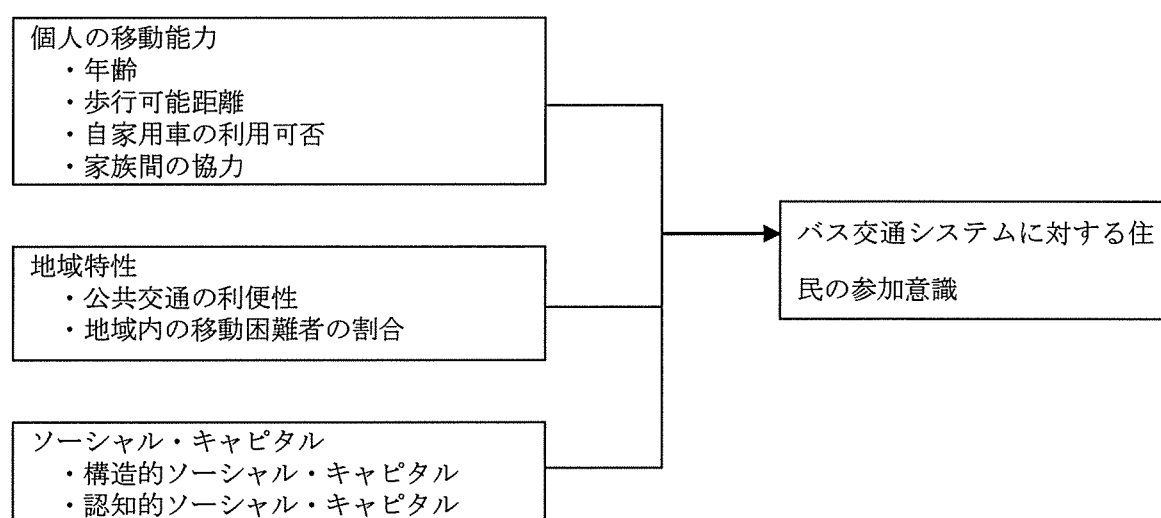 個人の移動能力
・年齢
・歩行可能距離
・自家用車の利用可否
・家族間の協力
地域特性
・公共交通の利便性
・地域内の移動困難者の割合
ソーシャル・キャピタル
・構造的ソーシャル・キャピタル
・認知的ソーシャル・キャピタル
バス交通システムに対する住
民の参加意識